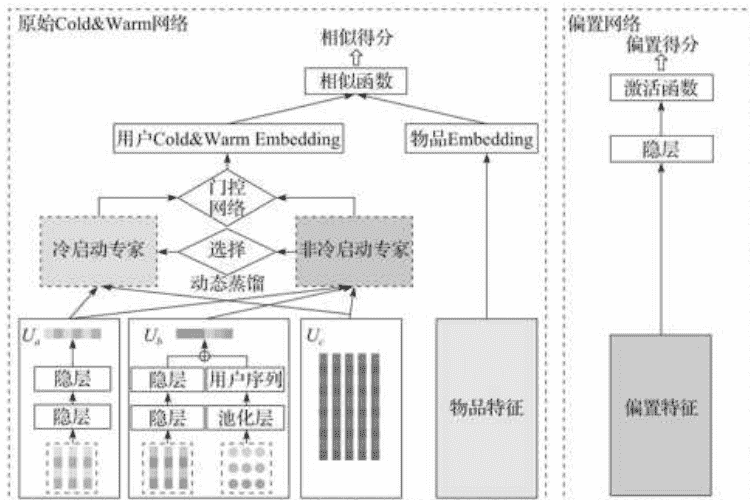 原始Cold&Warm网络
相似得分
相似函数
用户Cold&Warm Embedding
物品Embedding
门控
网络
冷启动专家
选择
非冷启动专家
动态蒸馏
Ua
隐层
隐层
Ub
隐层
用户序列
隐层
池化层
Uc
物品特征
偏置网络
偏置得分
激活函数
隐层
偏置特征